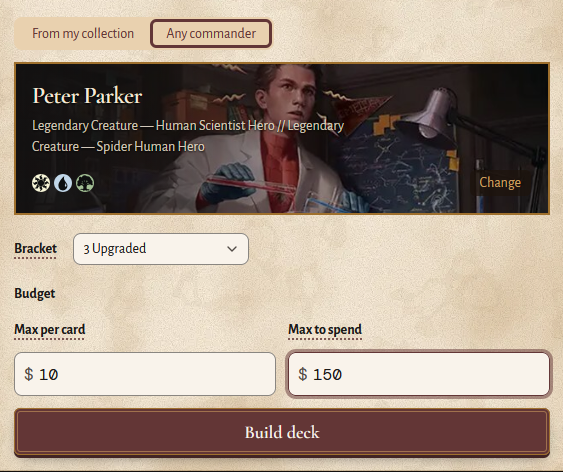 From my collection
Any commander
Peter Parker
Legendary Creature — Human Scientist Hero // Legendary
Creature — Spider Human Hero
Change
Bracket
3 Upgraded
Budget
Max per card
Max to spend
$ 10
$ 150
Build deck